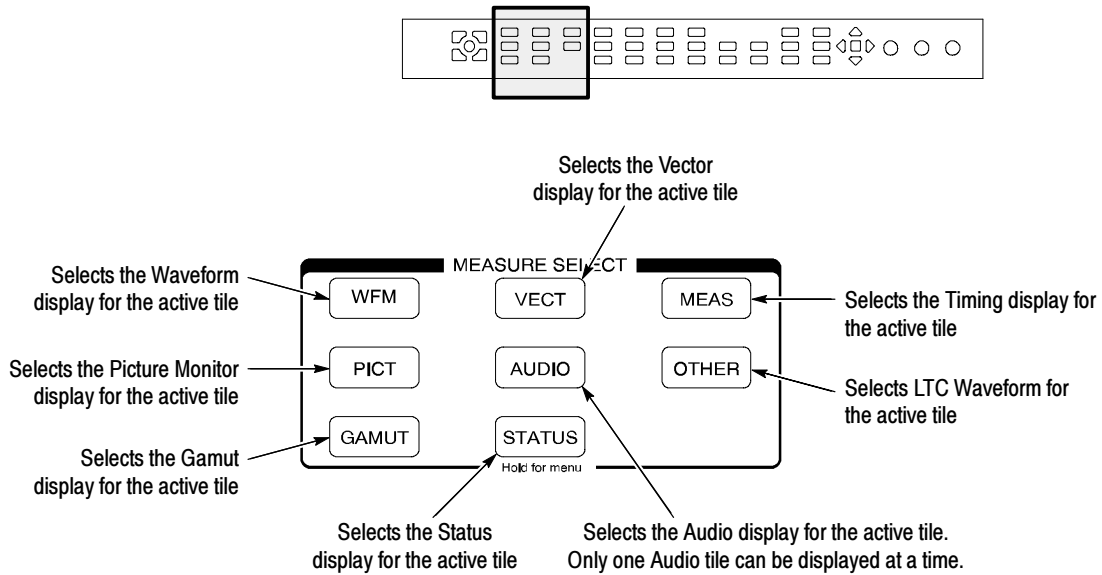 Selects the Vector
display for the active tile
MEASURE SELECT
Selects the Waveform
display for the active tile
WFM
VECT
MEAS
Selects the Timing display for
the active tile
Selects the Picture Monitor
display for the active tile
PICT
AUDIO
OTHER
Selects LTC Waveform for
the active tile
Selects the Gamut
display for the active tile
GAMUT
STATUS
Hold for menu
Selects the Status
display for the active tile
Selects the Audio display for the active tile.
Only one Audio tile can be displayed at a time.